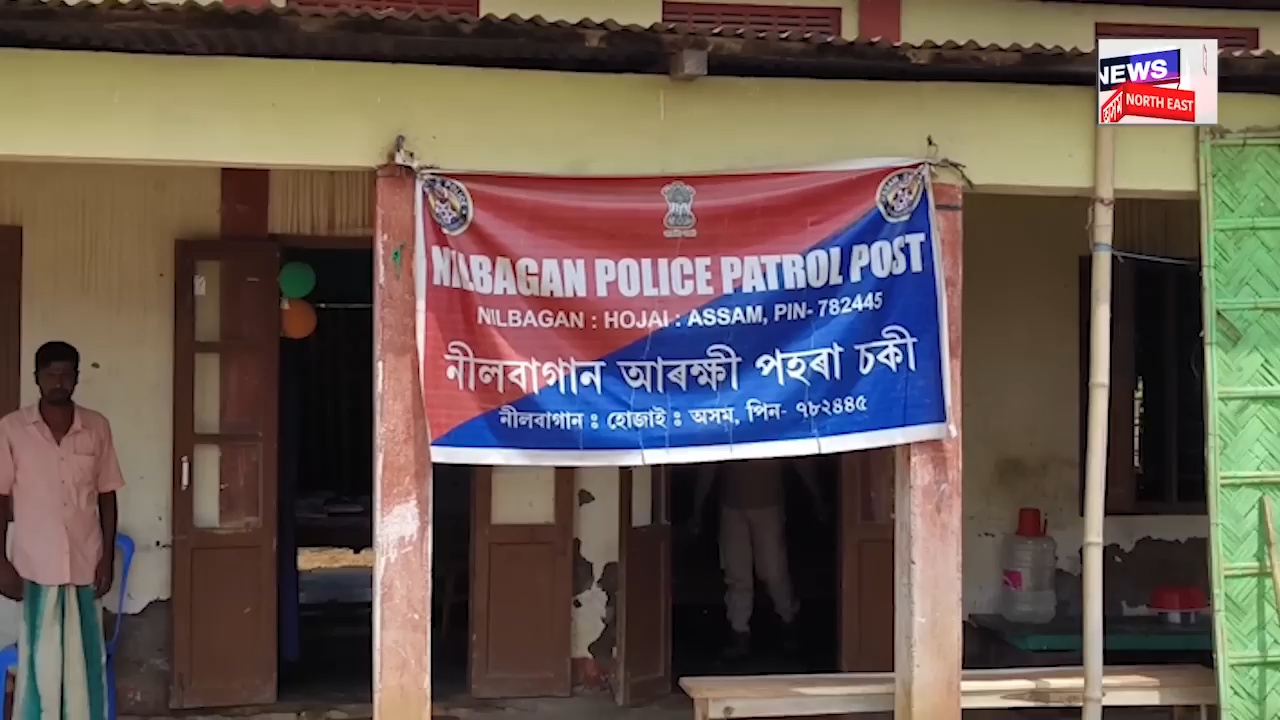 NEWS
NORTH EAST
NILBAGAN POLICE PATROL POST
NILBAGAN : HOJAI : ASSAM, PIN- 782445
নীলবাগান আৰক্ষী পহৰা চকী
নীলবাগান ঃ হোজাই ঃ অসম, পিন- ৭৮২৪৪৫